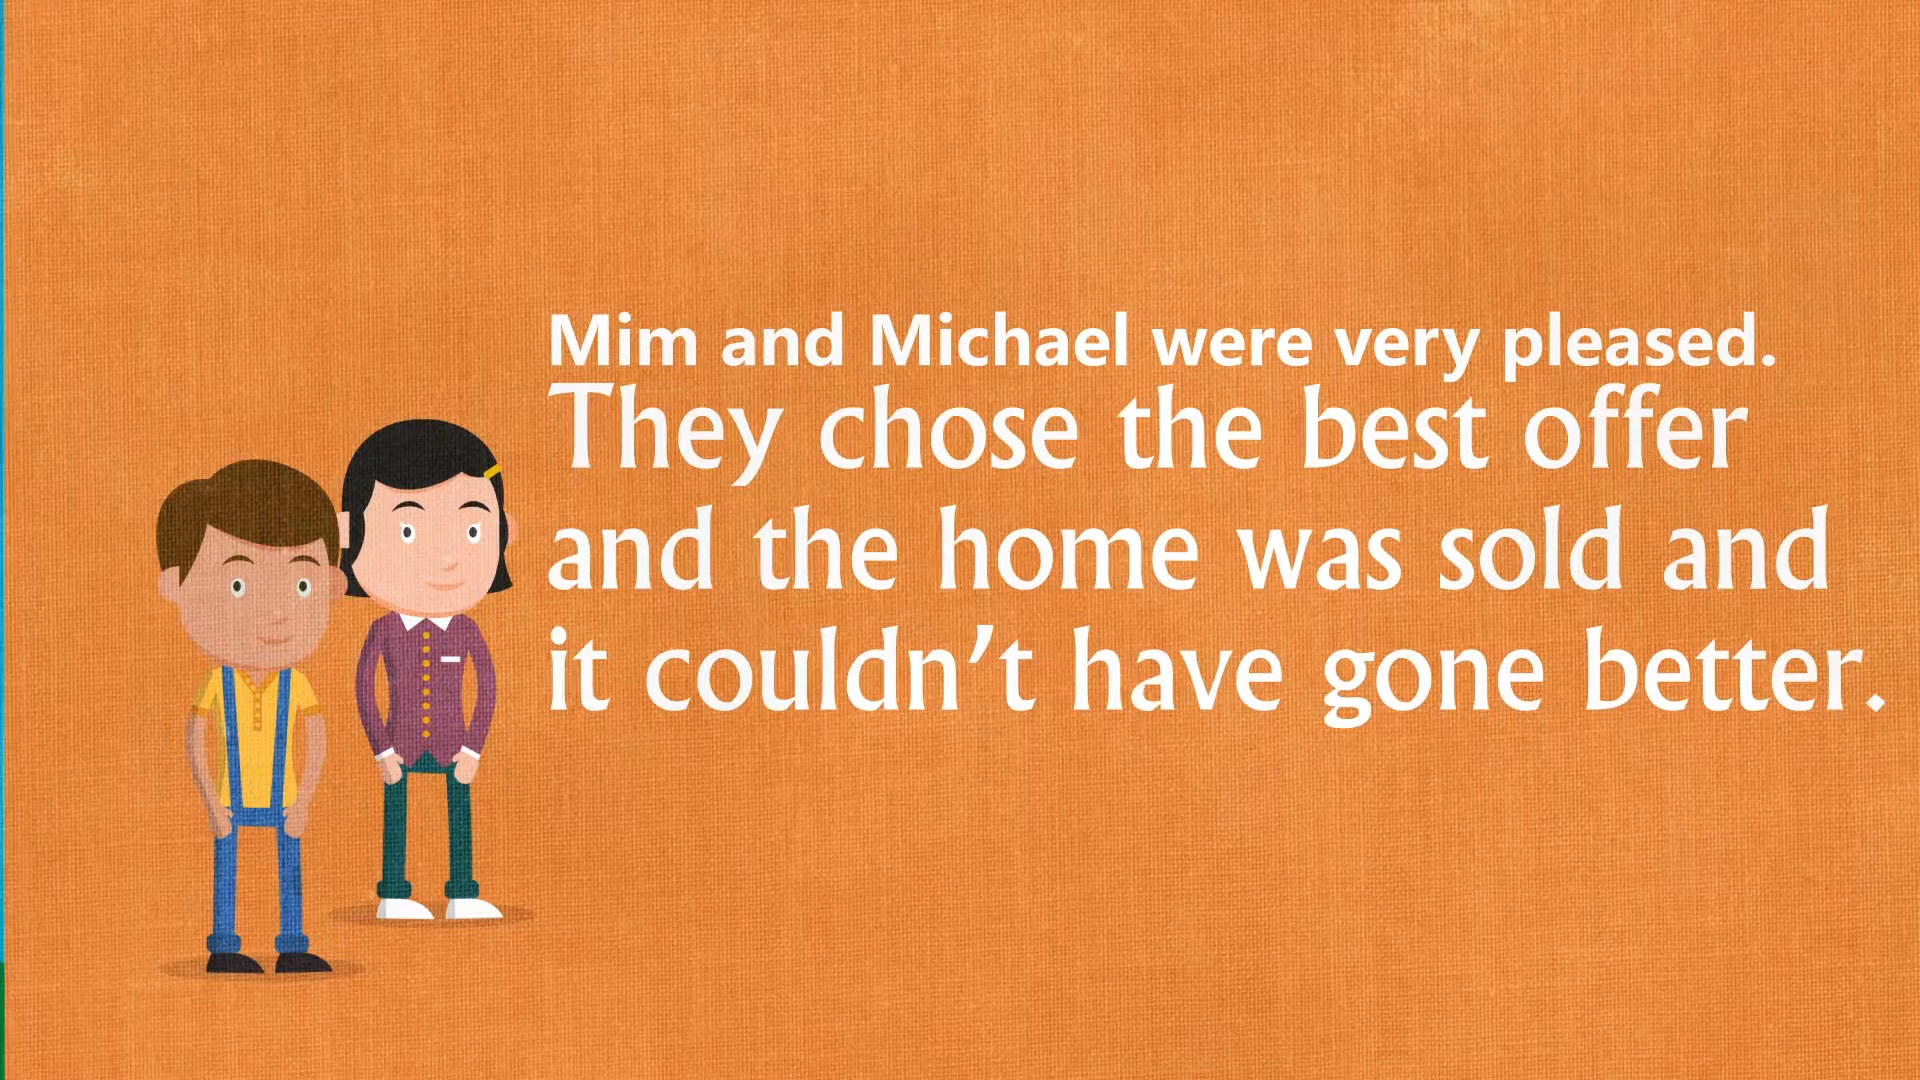 Mim and Michael were very pleased.
They chose the best offer
and the home was sold and
it couldn’t have gone better.